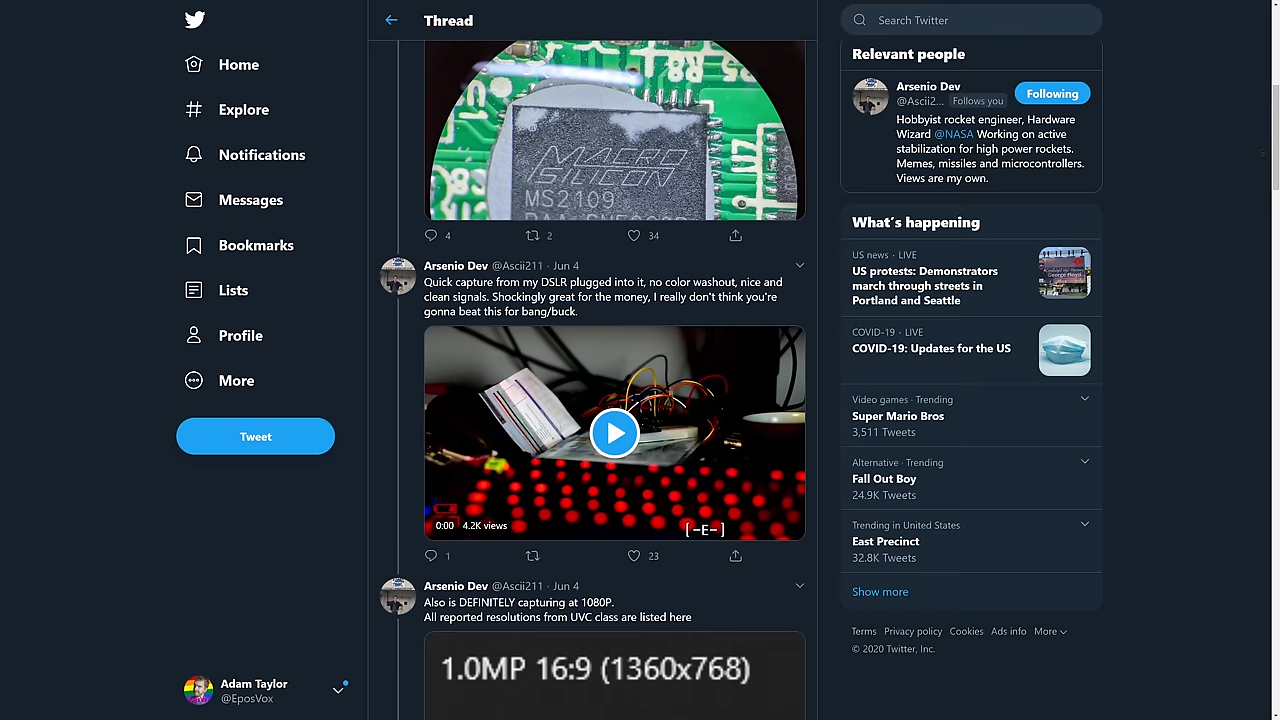 Home
Explore
Notifications
Messages
Bookmarks
Lists
Profile
More
Tweet
Adam Taylor
@EposVox
Thread
MACRO
SILICON
MS2109
4
2
34
Arsenio Dev @Ascii211 · Jun 4
Quick capture from my DSLR plugged into it, no color washout, nice and
clean signals. Shockingly great for the money, I really don't think you're
gonna beat this for bang/buck.
0:00 4.2K views
[-E-]
1
23
Arsenio Dev @Ascii211 · Jun 4
Also is DEFINITELY capturing at 1080P.
All reported resolutions from UVC class are listed here
1.0MP 16:9 (1360x768)
Search Twitter
Relevant people
Arsenio Dev
@Ascii2... Follows you
Following
Hobbyist rocket engineer, Hardware
Wizard @NASA Working on active
stabilization for high power rockets.
Memes, missiles and microcontrollers.
Views are my own.
What's happening
US news · LIVE
US protests: Demonstrators
march through streets in
Portland and Seattle
COVID-19 · LIVE
COVID-19: Updates for the US
Video games · Trending
Super Mario Bros
3,511 Tweets
Alternative · Trending
Fall Out Boy
24.9K Tweets
Trending in United States
East Precinct
32.8K Tweets
Show more
Terms Privacy policy Cookies Ads info More
© 2020 Twitter, Inc.